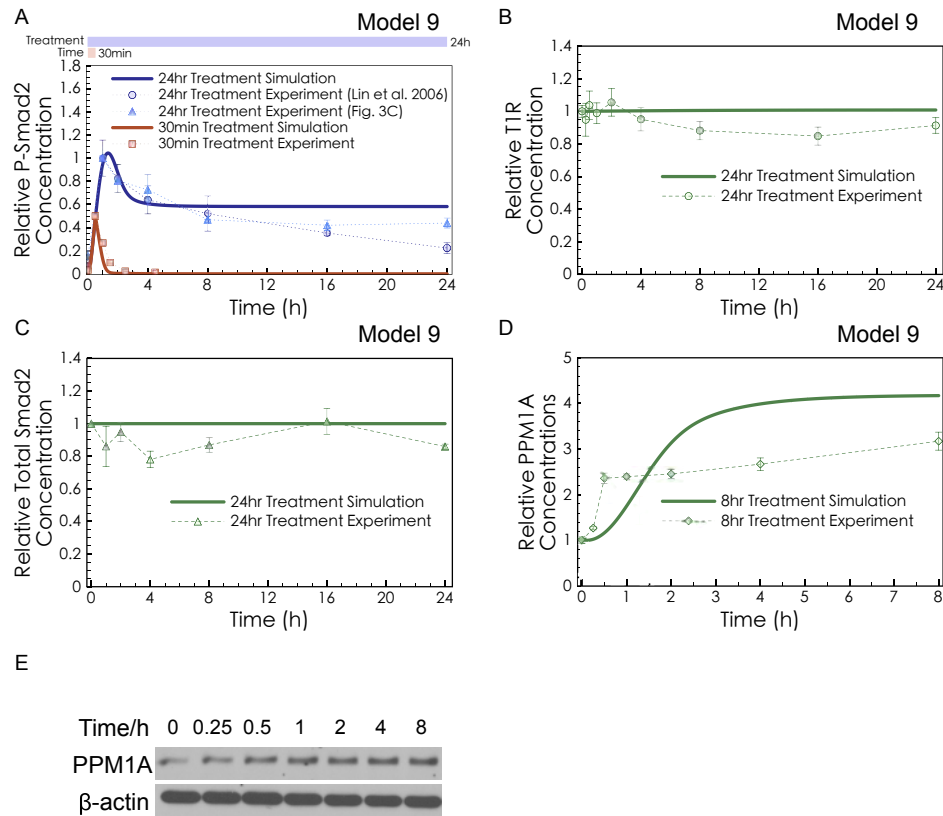 A
Model 9
Treatment
24h
Time
30min
Relative P-Smad2
Concentration
1.8
1.6
1.4
1.2
1
0.8
0.6
0.4
0.2
0
24hr Treatment Simulation
24hr Treatment Experiment (Lin et al. 2006)
24hr Treatment Experiment (Fig. 3C)
30min Treatment Simulation
30min Treatment Experiment
0 4 8 12 16 20 24
Time (h)
B
Model 9
Relative T1R
Concentration
1.4
1.2
1
0.8
0.6
0.4
0.2
0
24hr Treatment Simulation
24hr Treatment Experiment
0 4 8 12 16 20 24
Time (h)
C
Model 9
Relative Total Smad2
Concentration
1.4
1.2
1
0.8
0.6
0.4
0.2
0
24hr Treatment Simulation
24hr Treatment Experiment
0 4 8 12 16 20 24
Time (h)
D
Model 9
Relative PPM1A
Concentrations
5
4
3
2
1
0
8hr Treatment Simulation
8hr Treatment Experiment
0 1 2 3 4 5 6 7 8
Time (h)
E
Time/h 0 0.25 0.5 1 2 4 8
PPM1A
β-actin